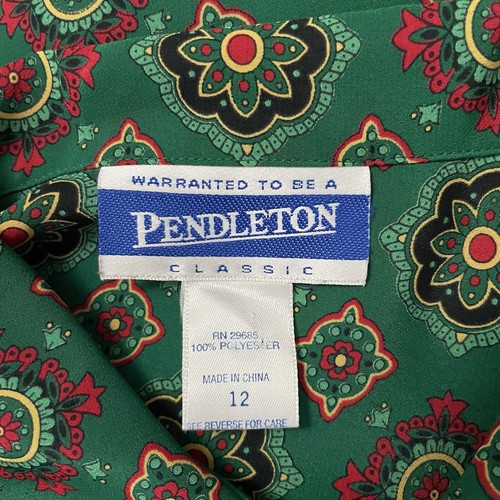 WARRANTED TO BE A
PENDLETON
CLASSIC
RN 29685
100% POLYESTER
MADE IN CHINA
12
SEE REVERSE FOR CARE